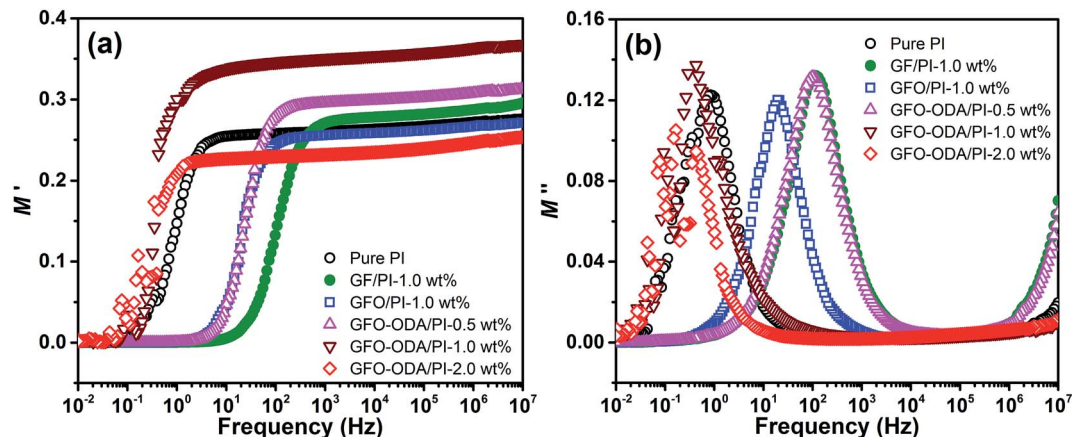 (a)
M'
0.4
0.3
0.2
0.1
0.0
Pure PI
GF/PI-1.0 wt%
GFO/PI-1.0 wt%
GFO-ODA/PI-0.5 wt%
GFO-ODA/PI-1.0 wt%
GFO-ODA/PI-2.0 wt%
10-2 10-1 100 101 102 103 104 105 106 107
Frequency (Hz)
(b)
M"
0.16
0.12
0.08
0.04
0.00
Pure PI
GF/PI-1.0 wt%
GFO/PI-1.0 wt%
GFO-ODA/PI-0.5 wt%
GFO-ODA/PI-1.0 wt%
GFO-ODA/PI-2.0 wt%
10-2 10-1 100 101 102 103 104 105 106 107
Frequency (Hz)